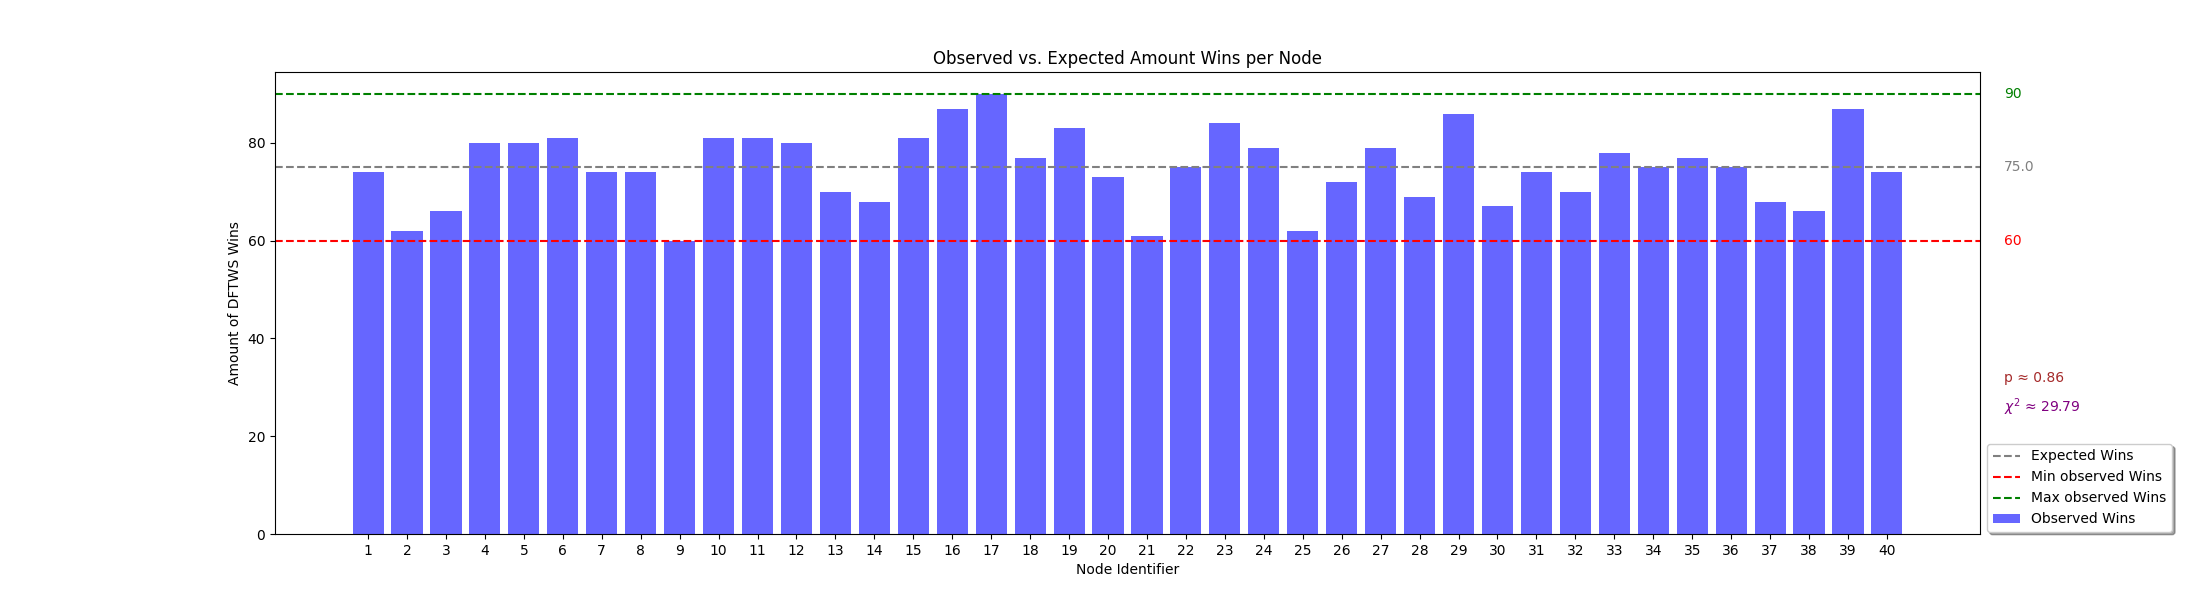 Observed vs. Expected Amount Wins per Node
Amount of DFTWS Wins
80
60
40
20
0
90
75.0
60
p ≈ 0.86
χ² ≈ 29.79
Expected Wins
Min observed Wins
Max observed Wins
Observed Wins
1 2 3 4 5 6 7 8 9 10 11 12 13 14 15 16 17 18 19 20 21 22 23 24 25 26 27 28 29 30 31 32 33 34 35 36 37 38 39 40
Node Identifier